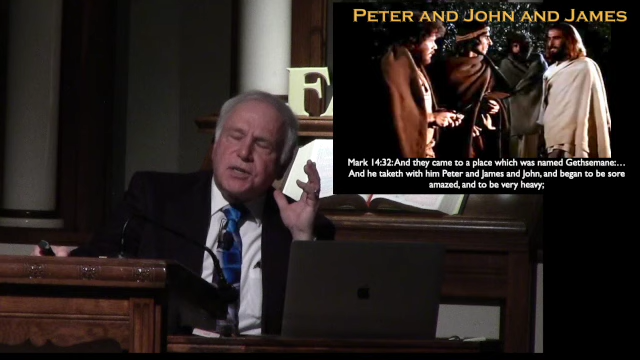 PETER AND JOHN AND JAMES
Mark 14:32: And they came to a place which was named Gethsemane:…
And he taketh with him Peter and James and John, and began to be sore
amazed, and to be very heavy;